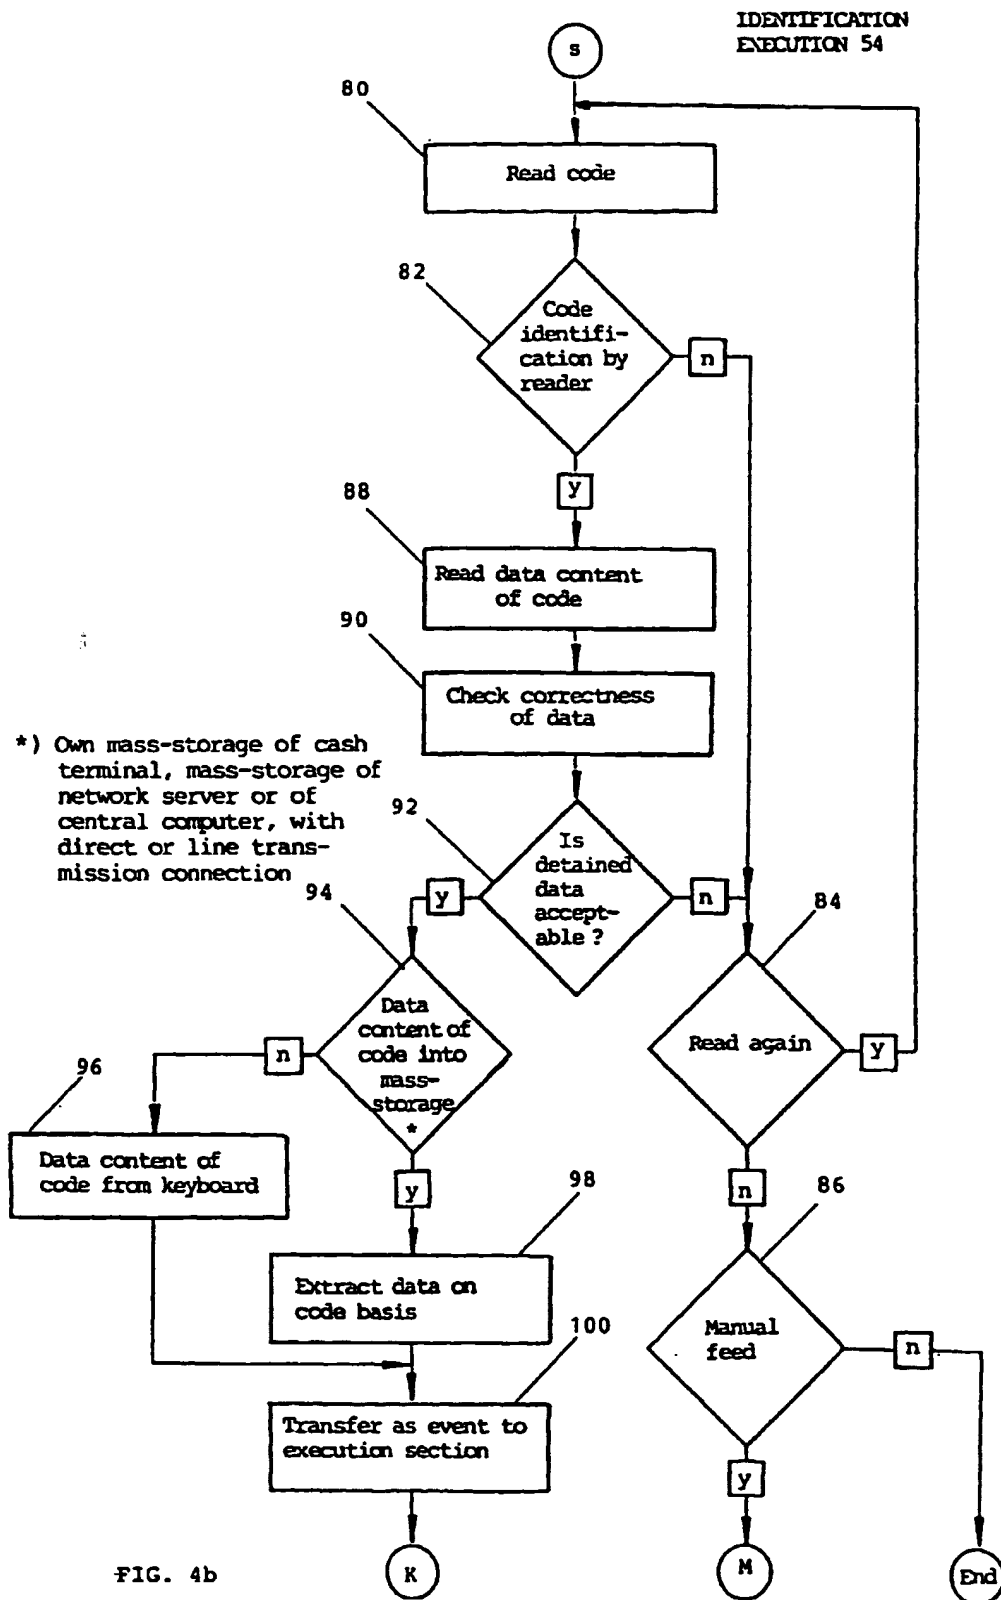 IDENTIFICATION
EXECUTION 54
s
80
Read code
82
Code
identifi-
cation by
reader
n
y
88
Read data content
of code
90
Check correctness
of data
*) Own mass-storage of cash
terminal, mass-storage of
network server or of
central computer, with
direct or line trans-
mission connection
92
Is
detained
data
accept-
able ?
y
n
94
84
Data
content of
code into
mass-
storage
*
n
Read again
y
96
Data content of
code from keyboard
y
n
98
86
Extract data on
code basis
Manual
feed
n
100
Transfer as event to
execution section
y
FIG. 4b
K
M
End